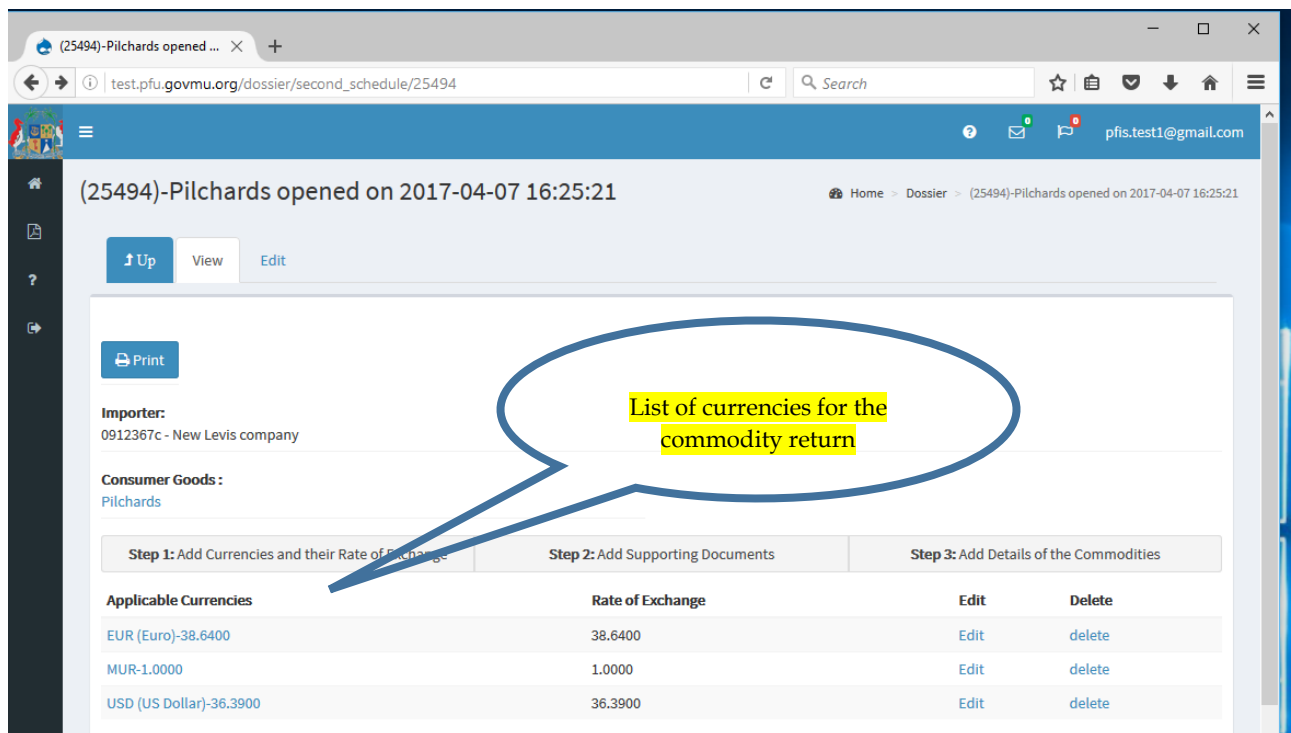 (25494)-Pilchards opened ...
test.pfu.govmu.org/dossier/second_schedule/25494
Search
0
0
pfis.test1@gmail.com
(25494)-Pilchards opened on 2017-04-07 16:25:21
Home > Dossier > (25494)-Pilchards opened on 2017-04-07 16:25:21
Up View Edit
Print
List of currencies for the
commodity return
Importer:
0912367c - New Levis company
Consumer Goods :
Pilchards
Step 1: Add Currencies and their Rate of Exchange
Step 2: Add Supporting Documents
Step 3: Add Details of the Commodities
Applicable Currencies Rate of Exchange Edit Delete
EUR (Euro)-38.6400 38.6400 Edit delete
MUR-1.0000 1.0000 Edit delete
USD (US Dollar)-36.3900 36.3900 Edit delete